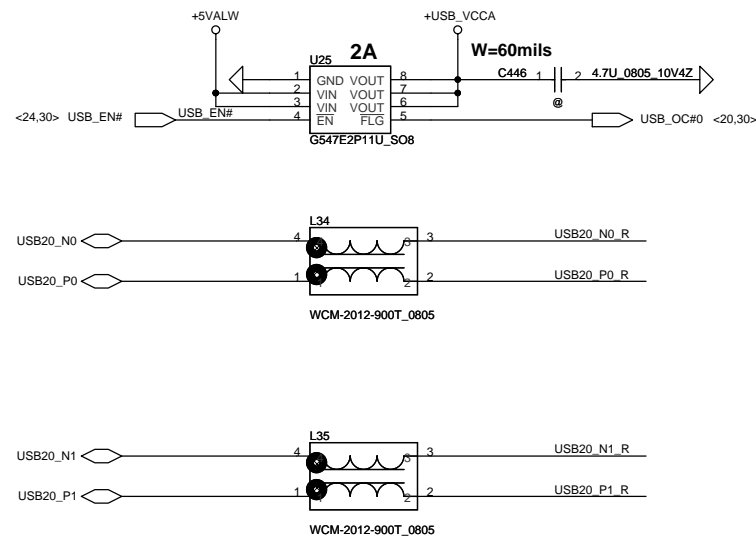 +5VALW
+USB_VCCA
U25
2A
W=60mils
1 GND VOUT 8
C446 1 2 4.7U_0805_10V4Z
2 VIN VOUT 7
3 VIN VOUT 6
@
<24,30> USB_EN# USB_EN# 4 EN FLG 5 USB_OC#0 <20,30>
G547E2P11U_SO8
L34
USB20_N0 4 3 3 USB20_N0_R
USB20_P0 1 2 2 USB20_P0_R
WCM-2012-900T_0805
L35
USB20_N1 4 3 3 USB20_N1_R
USB20_P1 1 2 2 USB20_P1_R
WCM-2012-900T_0805